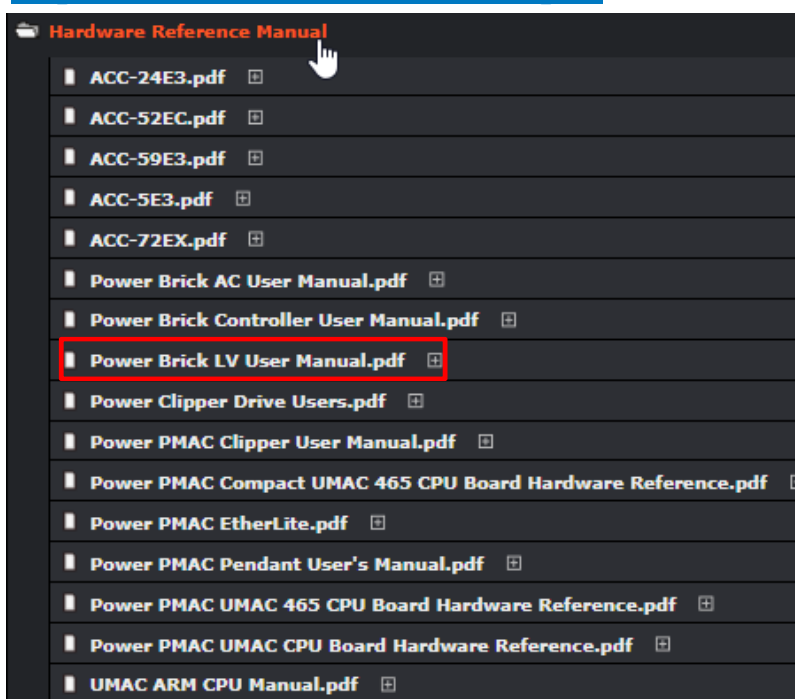 Hardware Reference Manual
ACC-24E3.pdf
ACC-52EC.pdf
ACC-59E3.pdf
ACC-5E3.pdf
ACC-72EX.pdf
Power Brick AC User Manual.pdf
Power Brick Controller User Manual.pdf
Power Brick LV User Manual.pdf
Power Clipper Drive Users.pdf
Power PMAC Clipper User Manual.pdf
Power PMAC Compact UMAC 465 CPU Board Hardware Reference.pdf
Power PMAC EtherLite.pdf
Power PMAC Pendant User's Manual.pdf
Power PMAC UMAC 465 CPU Board Hardware Reference.pdf
Power PMAC UMAC CPU Board Hardware Reference.pdf
UMAC ARM CPU Manual.pdf